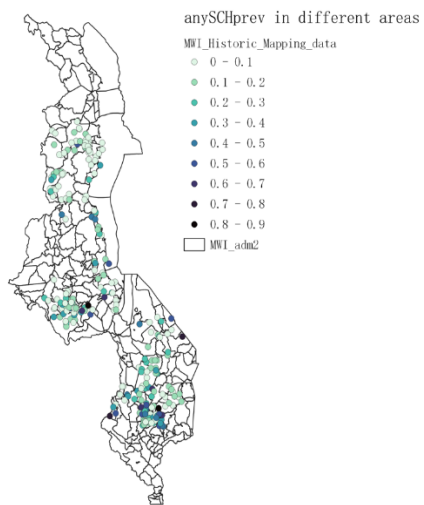 anySCHprev in different areas
MWI_Historic_Mapping_data
0 - 0.1
0.1 - 0.2
0.2 - 0.3
0.3 - 0.4
0.4 - 0.5
0.5 - 0.6
0.6 - 0.7
0.7 - 0.8
0.8 - 0.9
MWI_adm2